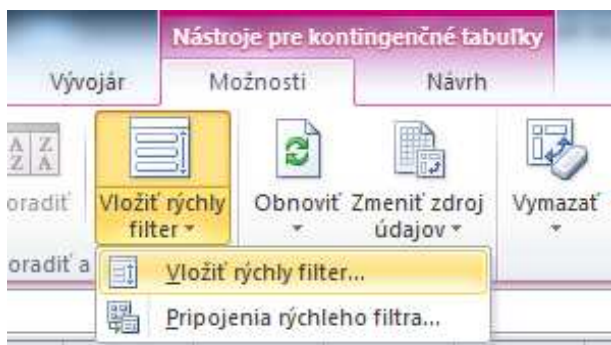 Nástroje pre kontingenčné tabuľky
Vývojár Možnosti Návrh
A Z
Z A
oradiť Vložiť rýchly Obnoviť Zmeniť zdroj Vymazať
filter údajov
oradiť a
Vložiť rýchly filter...
Pripojenia rýchleho filtra...